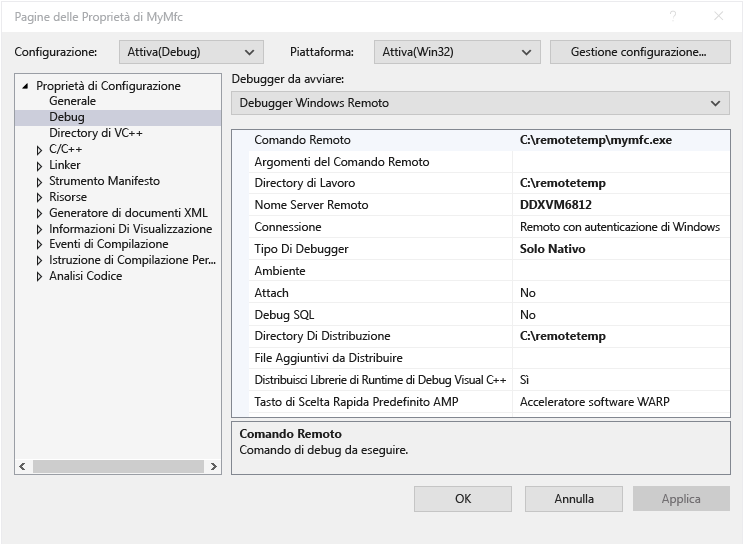 Pagine delle Proprietà di MyMfc
Configurazione: Attiva(Debug) Piattaforma: Attiva(Win32) Gestione configurazione...
Proprietà di Configurazione
Generale
Debug
Directory di VC++
C/C++
Linker
Strumento Manifesto
Risorse
Generatore di documenti XML
Informazioni Di Visualizzazione
Eventi di Compilazione
Istruzione di Compilazione Per...
Analisi Codice
Debugger da avviare:
Debugger Windows Remoto
Comando Remoto C:\remotetemp\mymfc.exe
Argomenti del Comando Remoto
Directory di Lavoro C:\remotetemp
Nome Server Remoto DDXVM6812
Connessione Remoto con autenticazione di Windows
Tipo Di Debugger Solo Nativo
Ambiente
Attach No
Debug SQL No
Directory Di Distribuzione C:\remotetemp
File Aggiuntivi da Distribuire
Distribuisci Librerie di Runtime di Debug Visual C++ Sì
Tasto di Scelta Rapida Predefinito AMP Acceleratore software WARP
Comando Remoto
Comando di debug da eseguire.
OK Annulla Applica